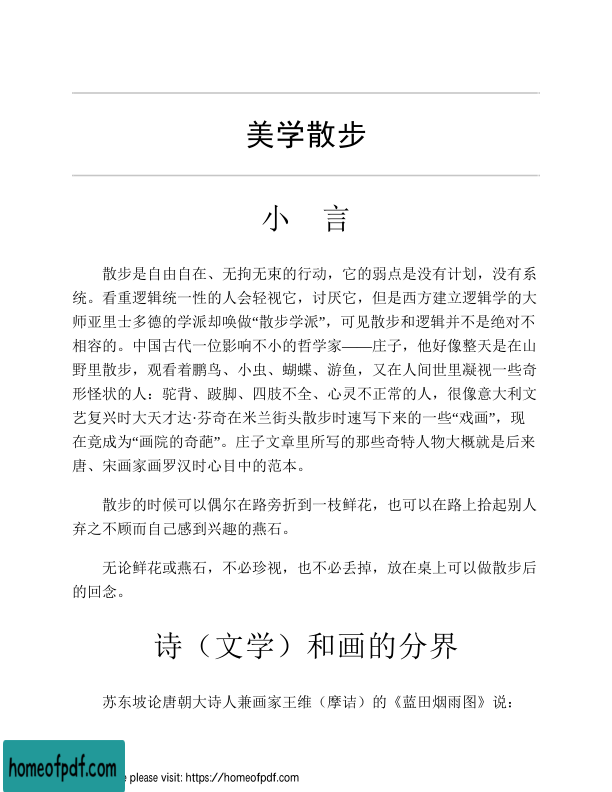 美学散步
小 言
散步是自由自在、无拘无束的行动，它的弱点是没有计划，没有系
统。看重逻辑统一性的人会轻视它，讨厌它，但是西方建立逻辑学的大
师亚里士多德的学派却唤做“散步学派”，可见散步和逻辑并不是绝对不
相容的。中国古代一位影响不小的哲学家——庄子，他好像整天是在山
野里散步，观看着鹏鸟、小虫、蝴蝶、游鱼，又在人间世里凝视一些奇
形怪状的人：驼背、跛脚、四肢不全、心灵不正常的人，很像意大利文
艺复兴时大天才达·芬奇在米兰街头散步时速写下来的一些“戏画”，现
在竟成为“画院的奇葩”。庄子文章里所写的那些奇特人物大概就是后来
唐、宋画家画罗汉时心目中的范本。
散步的时候可以偶尔在路旁折到一枝鲜花，也可以在路上拾起别人
弃之不顾而自己感到兴趣的燕石。
无论鲜花或燕石，不必珍视，也不必丢掉，放在桌上可以做散步后
的回念。
诗（文学）和画的分界
苏东坡论唐朝大诗人兼画家王维（摩诘）的《蓝田烟雨图》说：
homeofpdf.com
e please visit: https://homeofpdf.com